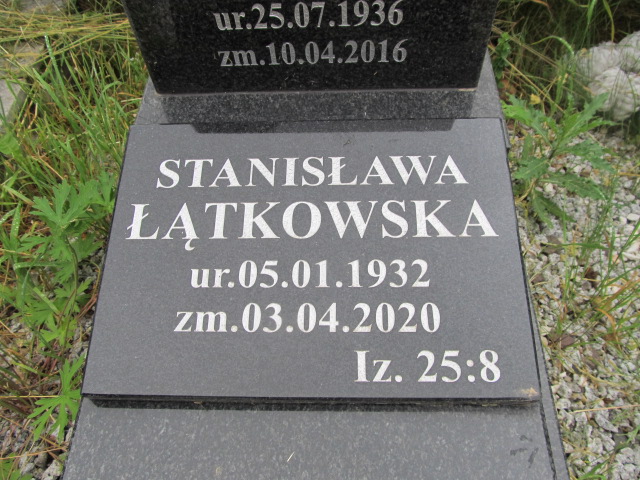 ur.25.07.1936
zm.10.04.2016
STANISŁAWA
ŁĄTKOWSKA
ur.05.01.1932
zm.03.04.2020
Iz. 25:8